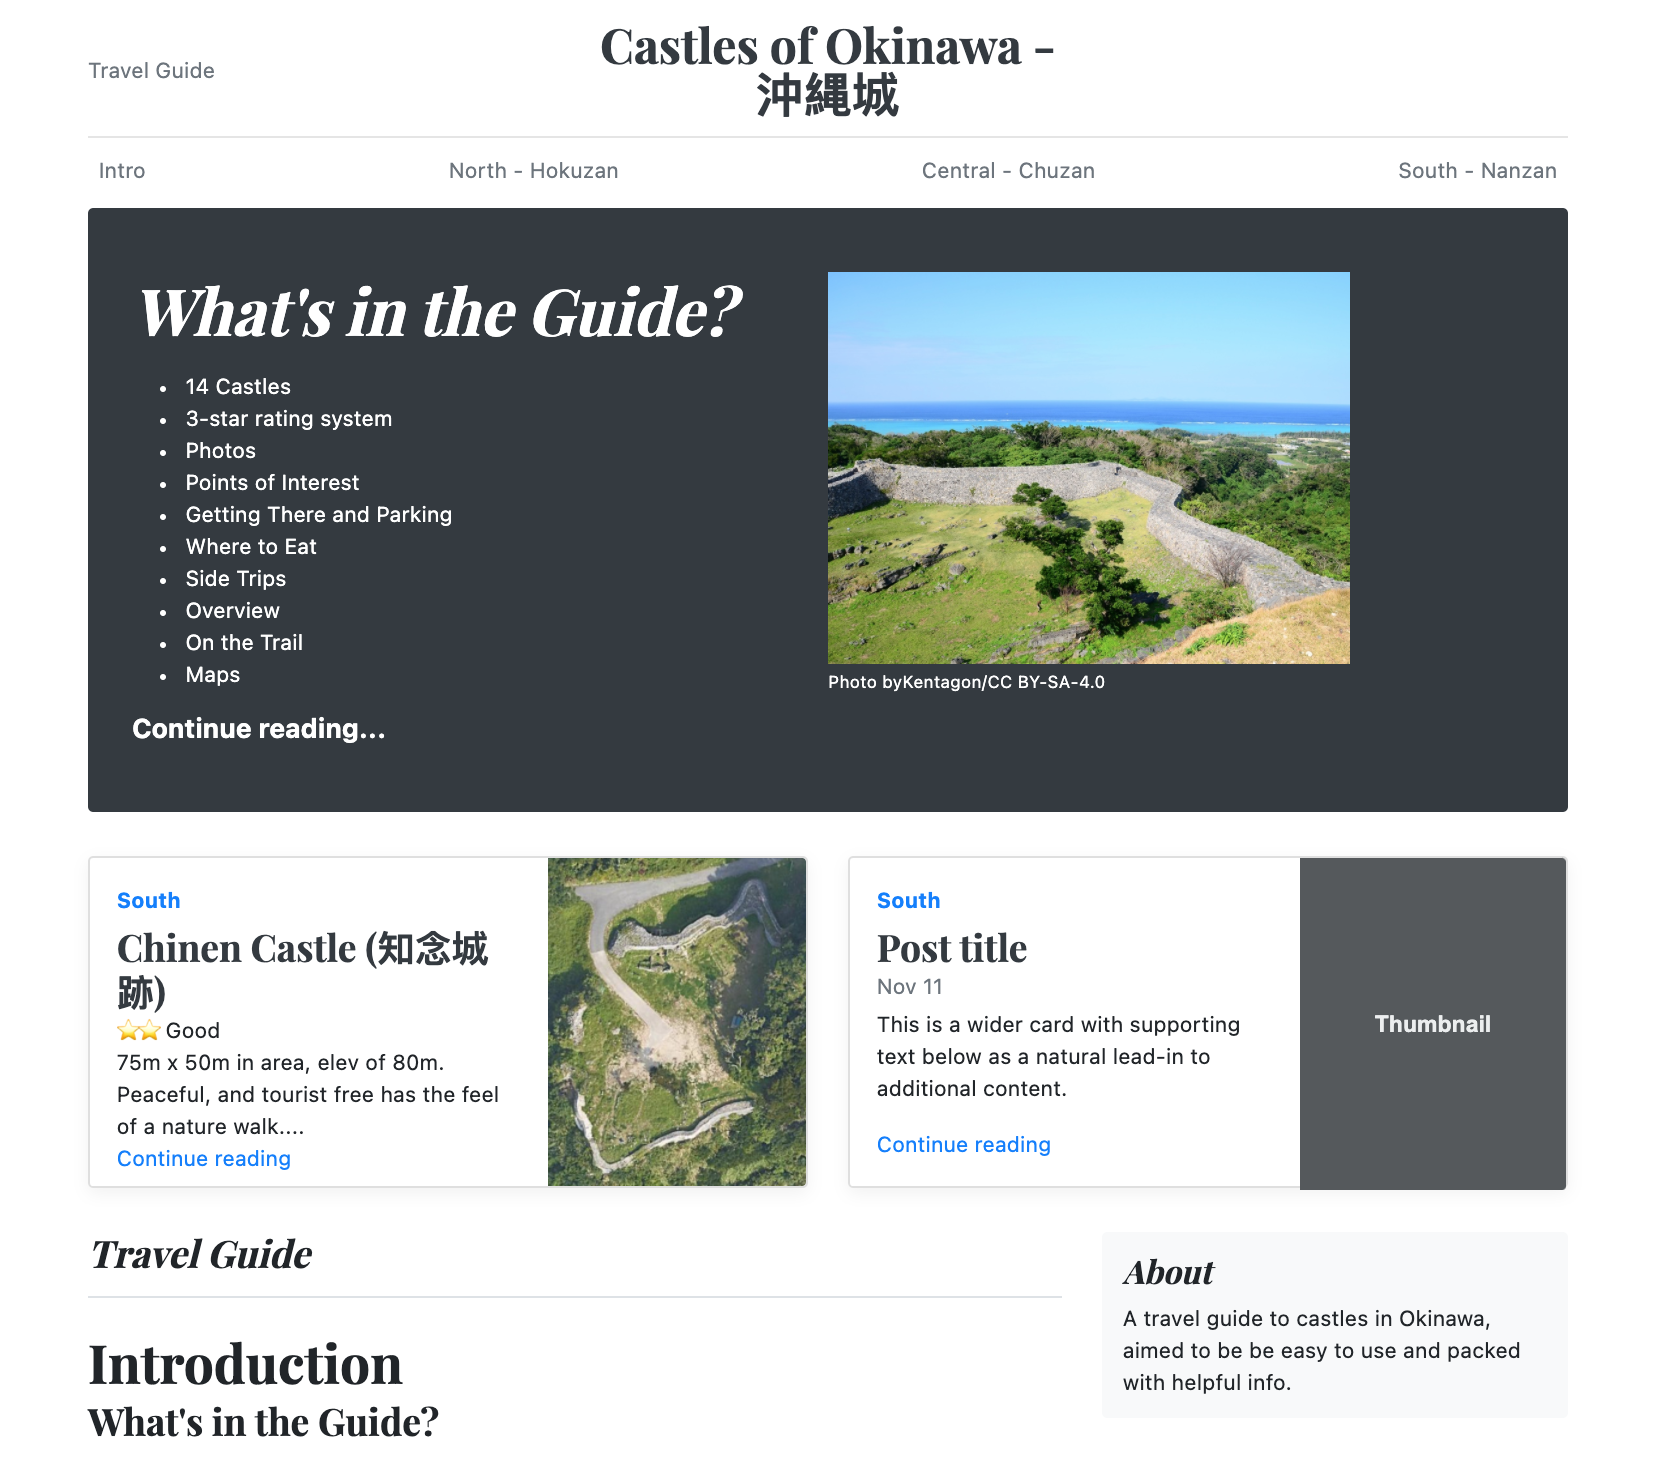 Travel Guide
Castles of Okinawa -
沖縄城
Intro
North - Hokuzan
Central - Chuzan
South - Nanzan
What's in the Guide?
14 Castles
3-star rating system
Photos
Points of Interest
Getting There and Parking
Where to Eat
Side Trips
Overview
On the Trail
Maps
Continue reading...
Photo byKentagon/CC BY-SA-4.0
South
Chinen Castle (知念城
跡)
⭐⭐Good
75m x 50m in area, elev of 80m.
Peaceful, and tourist free has the feel
of a nature walk....
Continue reading
South
Post title
Nov 11
This is a wider card with supporting
text below as a natural lead-in to
additional content.
Continue reading
Thumbnail
Travel Guide
Introduction
What's in the Guide?
About
A travel guide to castles in Okinawa,
aimed to be be easy to use and packed
with helpful info.